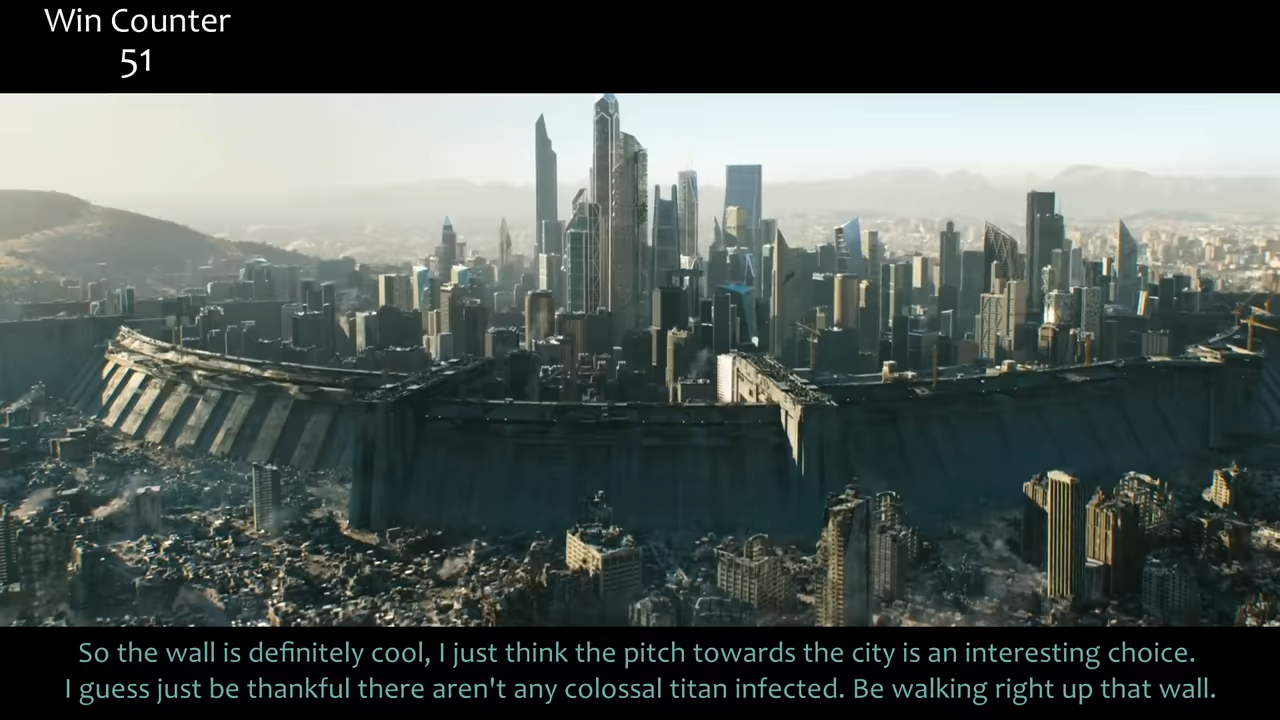 Win Counter
51
So the wall is definitely cool, I just think the pitch towards the city is an interesting choice.
I guess just be thankful there aren't any colossal titan infected. Be walking right up that wall.